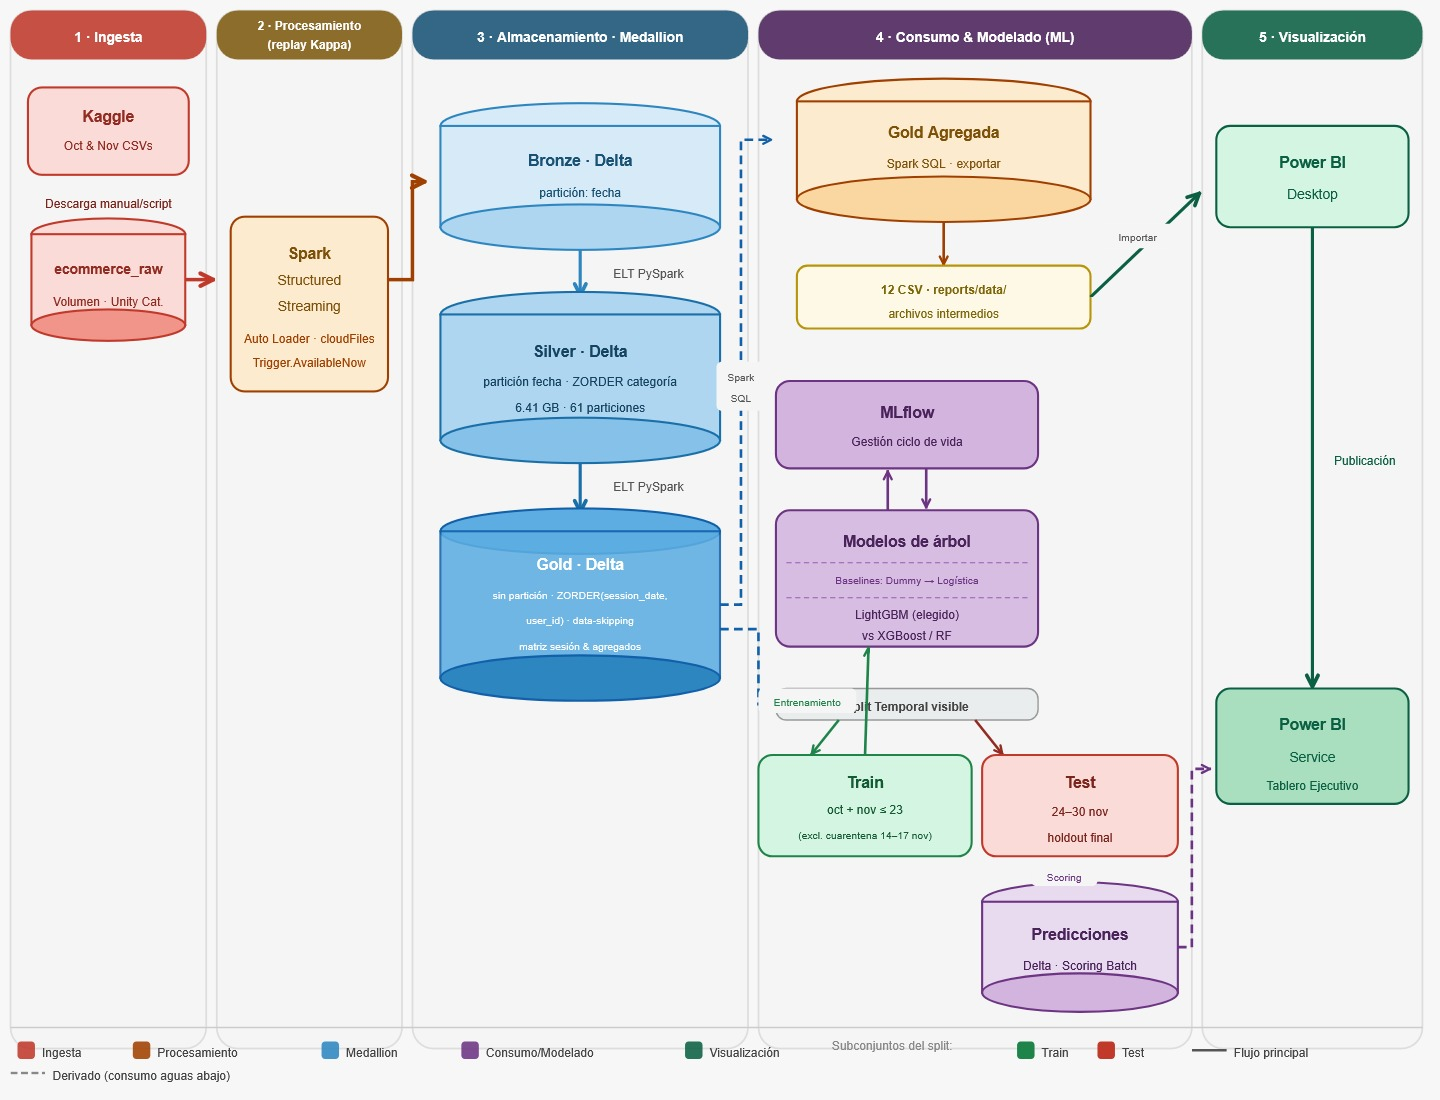 1 · Ingesta
2 · Procesamiento
(replay Kappa)
3 · Almacenamiento · Medallion
4 · Consumo & Modelado (ML)
5 · Visualización
Kaggle
Oct & Nov CSVs
Descarga manual/script
ecommerce_raw
Volumen · Unity Cat.
Spark
Structured
Streaming
Auto Loader · cloudFiles
Trigger.AvailableNow
Bronze · Delta
partición: fecha
ELT PySpark
Silver · Delta
partición fecha · ZORDER categoría
6.41 GB · 61 particiones
ELT PySpark
Gold · Delta
sin partición · ZORDER(session_date,
user_id) · data-skipping
matriz sesión & agregados
Spark
SQL
Gold Agregada
Spark SQL · exportar
12 CSV · reports/data/
archivos intermedios
Importar
MLflow
Gestión ciclo de vida
Modelos de árbol
Baselines: Dummy → Logística
LightGBM (elegido)
vs XGBoost / RF
Entrenamiento
plit Temporal visible
Train
oct + nov ≤ 23
(excl. cuarentena 14–17 nov)
Test
24–30 nov
holdout final
Scoring
Predicciones
Delta · Scoring Batch
Power BI
Desktop
Publicación
Power BI
Service
Tablero Ejecutivo
Ingesta
Procesamiento
Medallion
Consumo/Modelado
Visualización
Subconjuntos del split:
Train
Test
Flujo principal
Derivado (consumo aguas abajo)